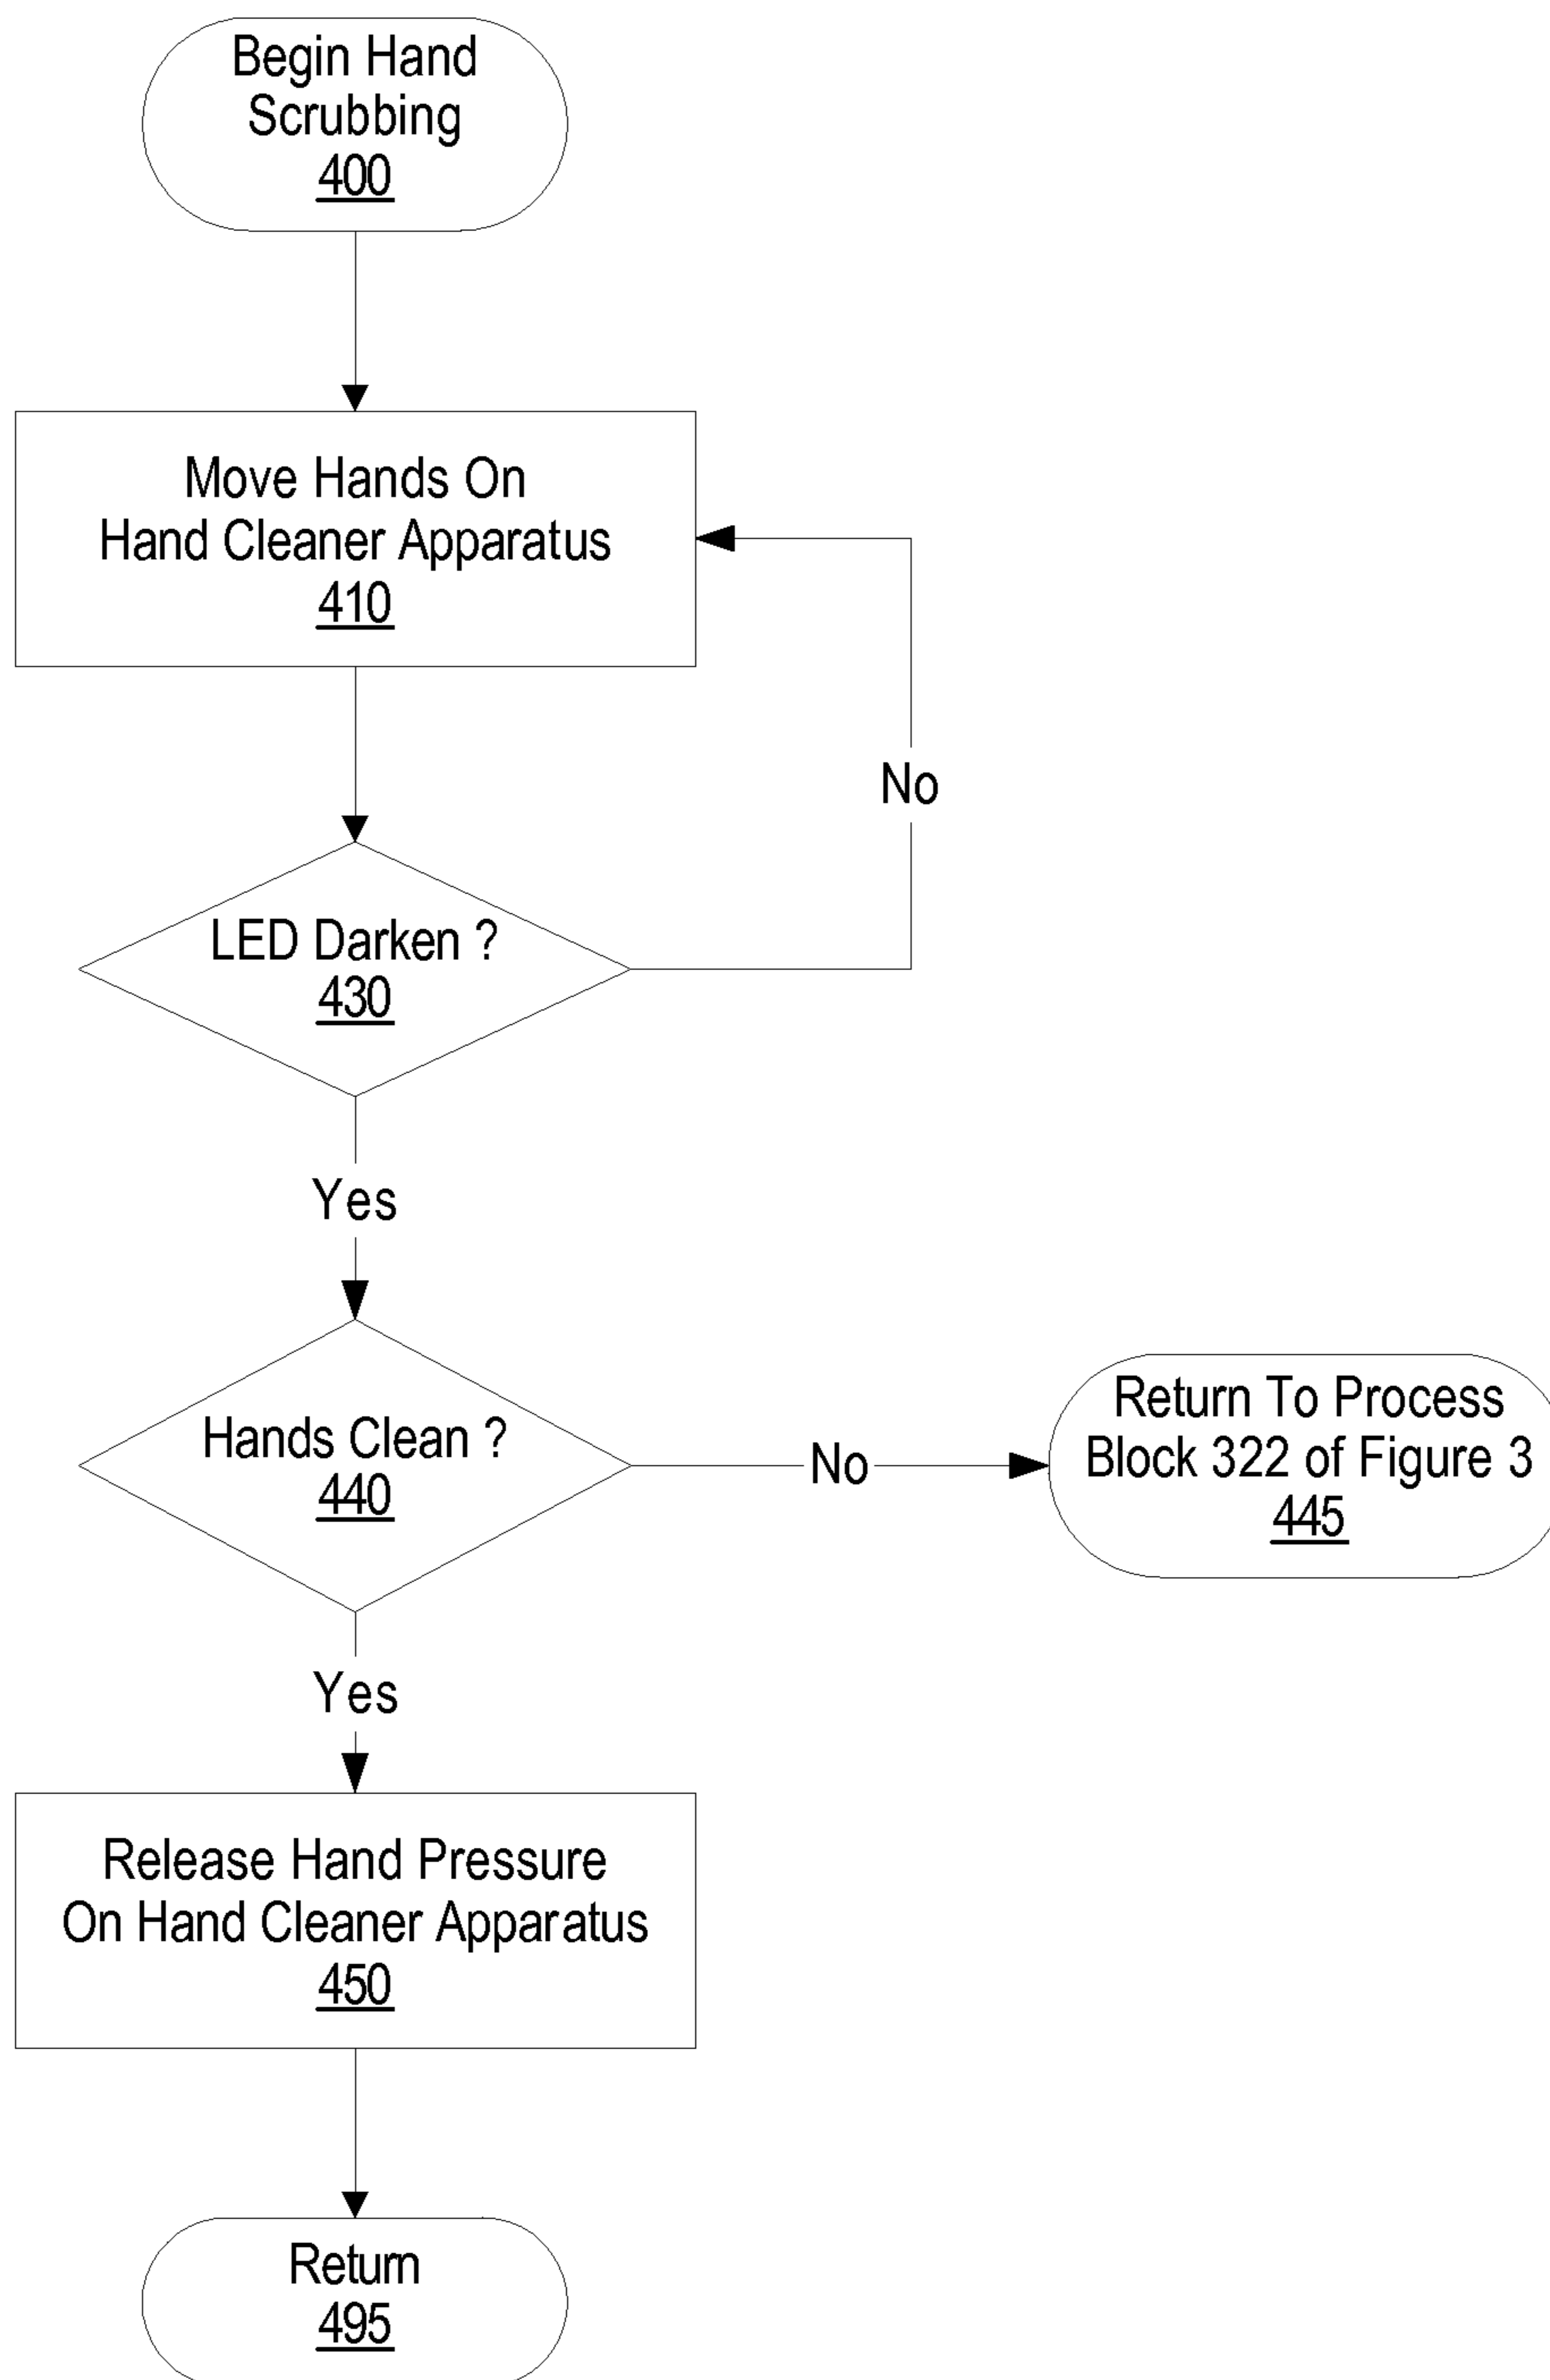 Begin Hand
Scrubbing
400
Move Hands On
Hand Cleaner Apparatus
410
No
LED Darken ?
430
Yes
Hands Clean ?
440
No
Return To Process
Block 322 of Figure 3
445
Yes
Release Hand Pressure
On Hand Cleaner Apparatus
450
Return
495